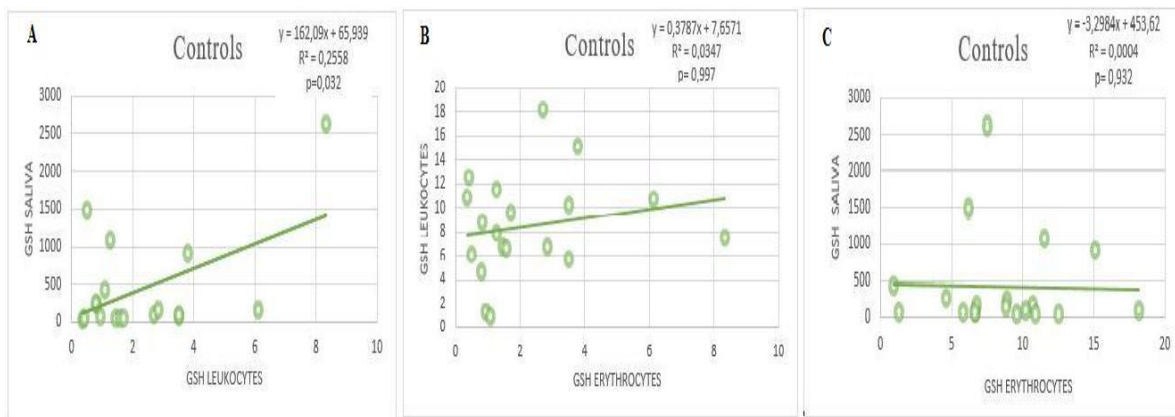 A
Controls
y = 162,09x + 65,939
R² = 0,2558
p=0,032
3000
2500
2000
1500
1000
500
0
GSH SALIVA
0 2 4 6 8 10
GSH LEUKOCYTES
B
Controls
y = 0,3787x + 7,6571
R² = 0,0347
p= 0,997
20
18
16
14
12
10
8
6
4
2
0
GSH LEUKOCYTES
0 2 4 6 8 10
GSH ERYTHROCYTES
C
Controls
y = -3,2984x + 453,62
R² = 0,0004
p= 0,932
3000
2500
2000
1500
1000
500
0
GSH SALIVA
0 5 10 15 20
GSH ERYTHROCYTES